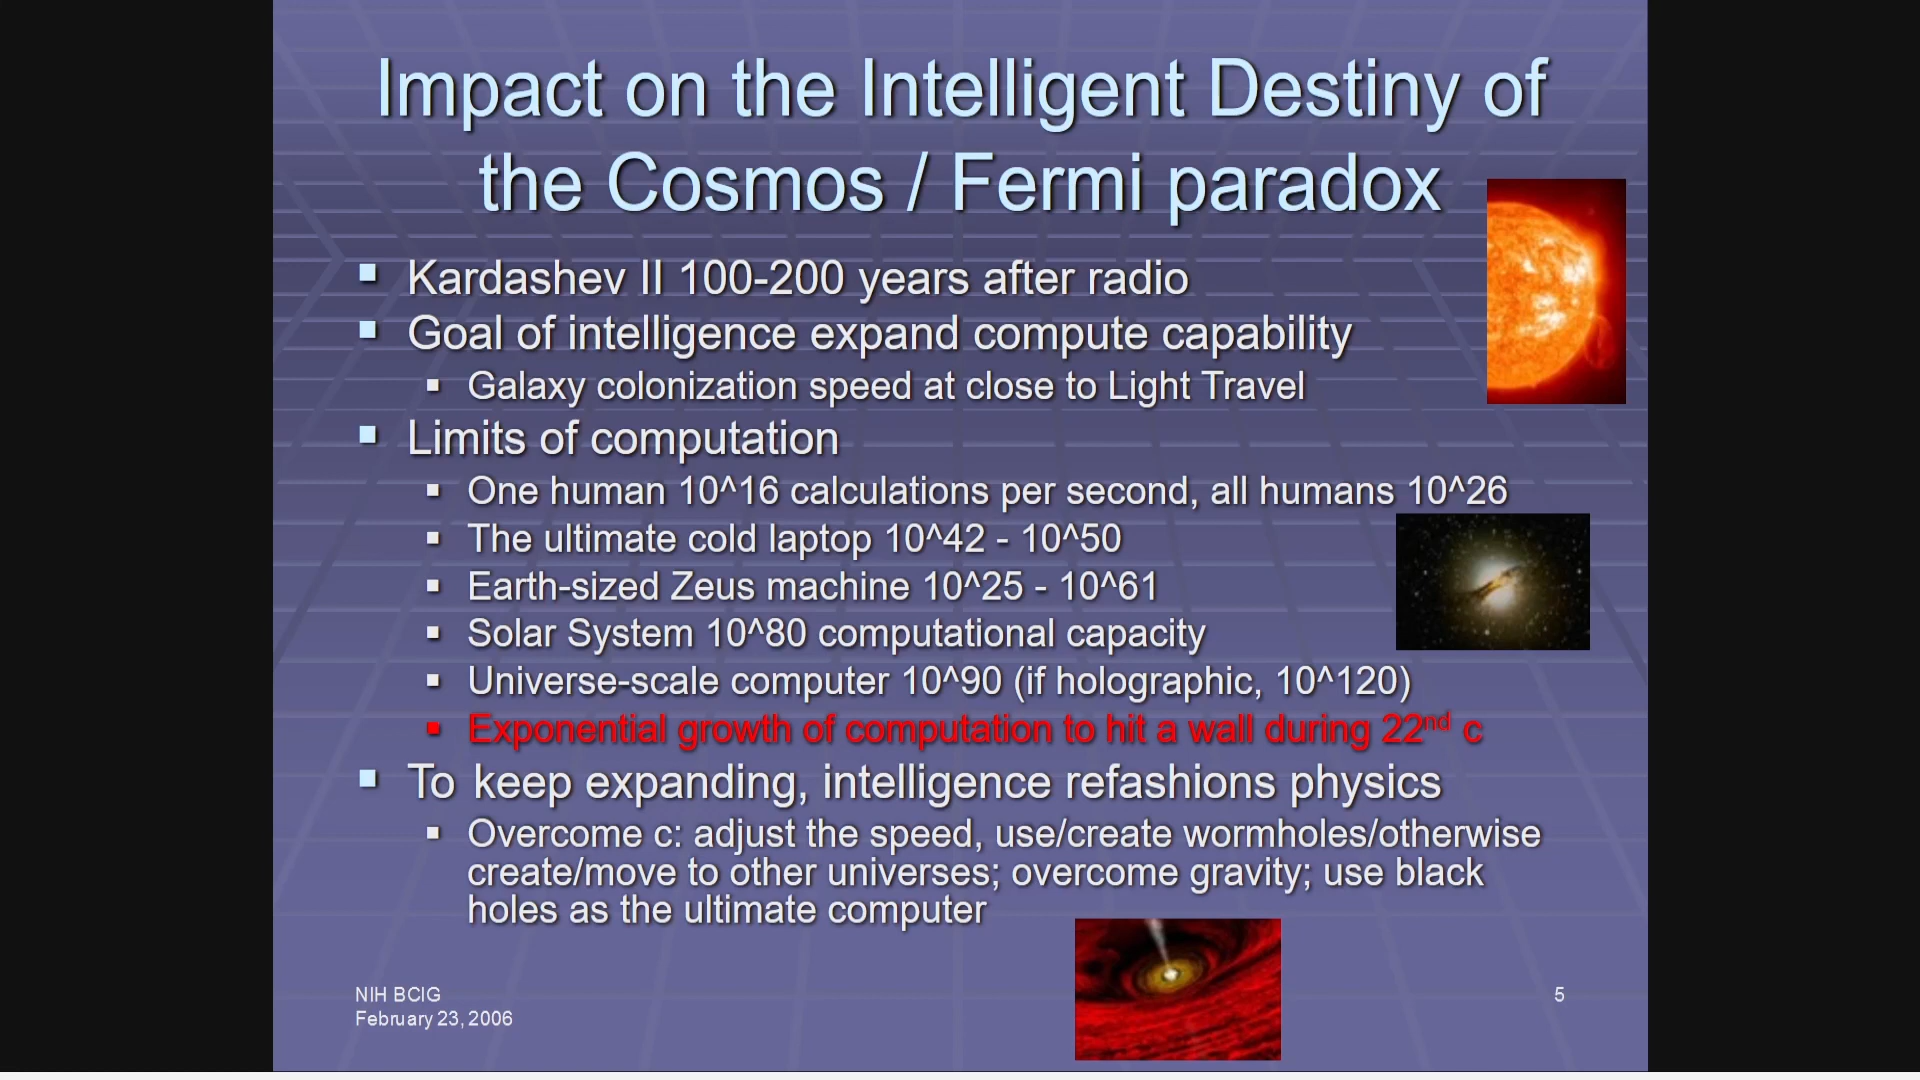 Impact on the Intelligent Destiny of
the Cosmos / Fermi paradox
Kardashev II 100-200 years after radio
Goal of intelligence expand compute capability
Galaxy colonization speed at close to Light Travel
Limits of computation
One human 10^16 calculations per second, all humans 10^26
The ultimate cold laptop 10^42 - 10^50
Earth-sized Zeus machine 10^25 - 10^61
Solar System 10^80 computational capacity
Universe-scale computer 10^90 (if holographic, 10^120)
Exponential growth of computation to hit a wall during 22nd c
To keep expanding, intelligence refashions physics
Overcome c: adjust the speed, use/create wormholes/otherwise
create/move to other universes; overcome gravity; use black
holes as the ultimate computer
NIH BCIG
February 23, 2006
5